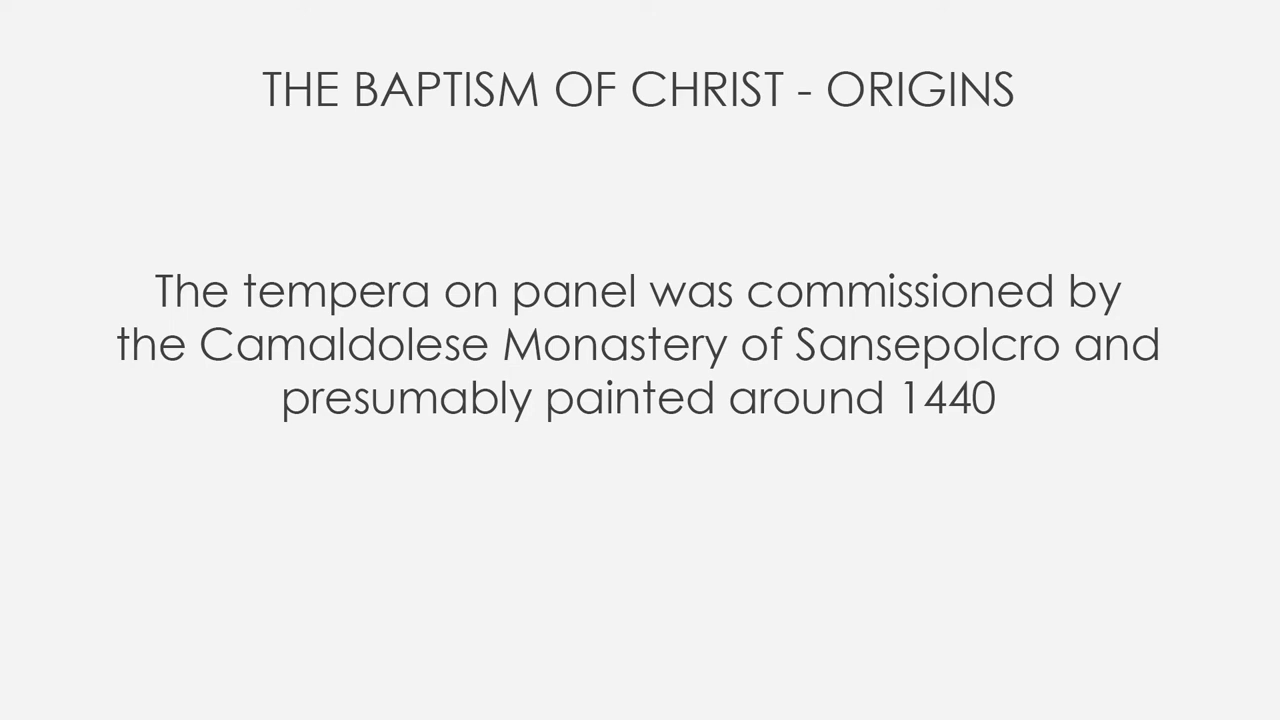 THE BAPTISM OF CHRIST - ORIGINS
The tempera on panel was commissioned by
the Camaldolese Monastery of Sansepolcro and
presumably painted around 1440